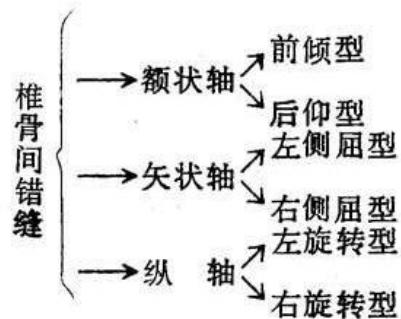 椎骨间错缝
额状轴
前倾型
后仰型
矢状轴
左侧屈型
右侧屈型
纵 轴
左旋转型
右旋转型